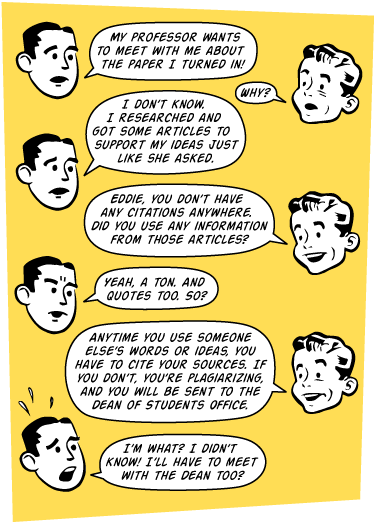 MY PROFESSOR WANTS
TO MEET WITH ME ABOUT
THE PAPER I TURNED IN!
WHY?
I DON'T KNOW.
I RESEARCHED AND
GOT SOME ARTICLES TO
SUPPORT MY IDEAS JUST
LIKE SHE ASKED.
EDDIE, YOU DON'T HAVE
ANY CITATIONS ANYWHERE.
DID YOU USE ANY INFORMATION
FROM THOSE ARTICLES?
YEAH, A TON. AND
QUOTES TOO. SO?
ANYTIME YOU USE SOMEONE
ELSE'S WORDS OR IDEAS, YOU
HAVE TO CITE YOUR SOURCES. IF
YOU DON'T, YOU'RE PLAGIARIZING,
AND YOU WILL BE SENT TO THE
DEAN OF STUDENTS OFFICE.
I'M WHAT? I DIDN'T
KNOW! I'LL HAVE TO MEET
WITH THE DEAN TOO?